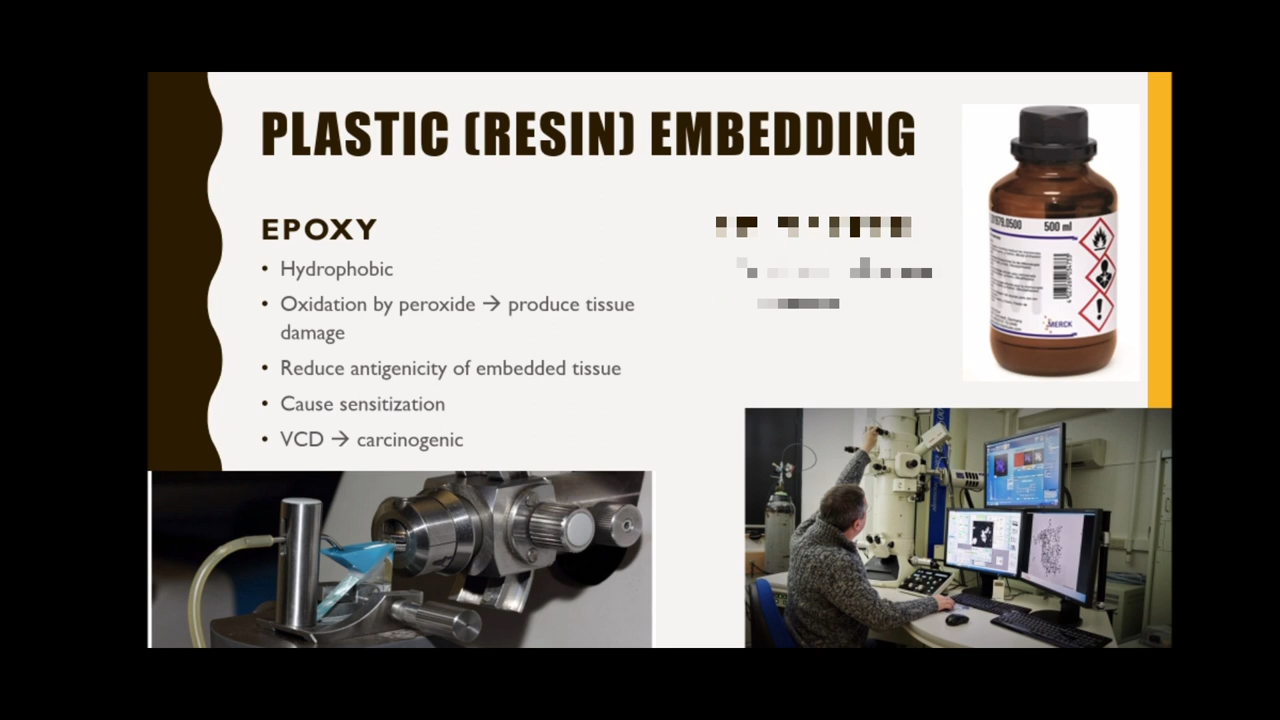 PLASTIC (RESIN) EMBEDDING
EPOXY
• Hydrophobic
• Oxidation by peroxide → produce tissue
damage
• Reduce antigenicity of embedded tissue
• Cause sensitization
• VCD → carcinogenic
500 ml
MERCK